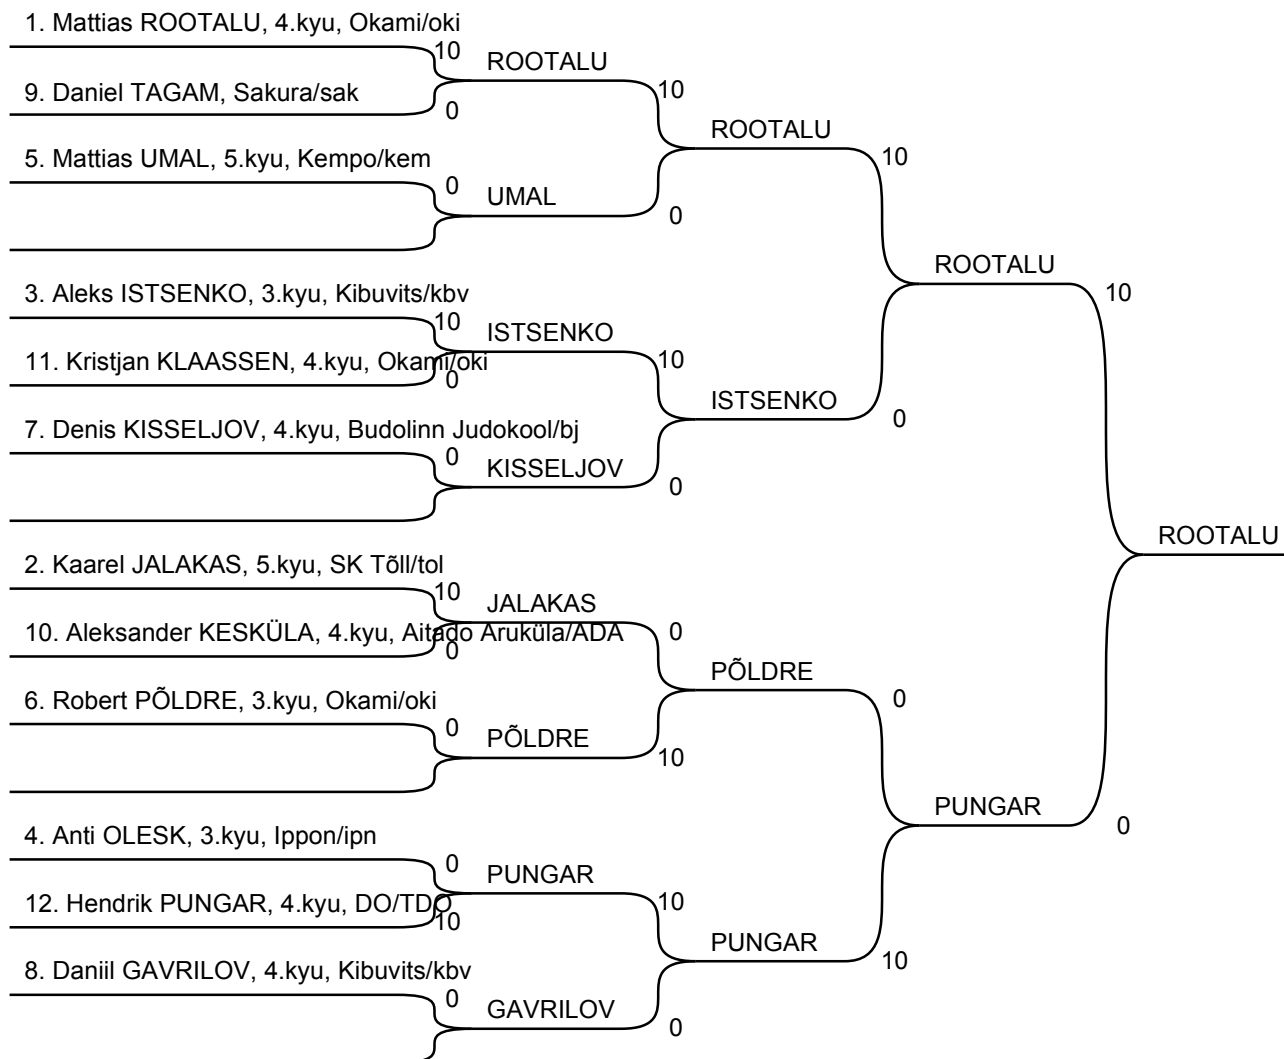 1. Mattias ROOTALU, 4.kyu, Okami/oki
10
ROOTALU
10
9. Daniel TAGAM, Sakura/sak
0
ROOTALU
10
5. Mattias UMAL, 5.kyu, Kempo/kem
0
UMAL
0
ROOTALU
10
3. Aleks ISTSENKO, 3.kyu, Kibuvits/kbv
10
ISTSENKO
10
11. Kristjan KLAASSEN, 4.kyu, Okami/oki
0
ISTSENKO
0
7. Denis KISSELJOV, 4.kyu, Budolinn Judokool/bj
0
KISSELJOV
0
ROOTALU
2. Kaarel JALAKAS, 5.kyu, SK Tõll/tol
10
JALAKAS
0
10. Aleksander KESKÜLA, 4.kyu, Aitado Aruküla/ADA
0
PÕLDRE
0
6. Robert PÕLDRE, 3.kyu, Okami/oki
0
PÕLDRE
10
PUNGAR
0
4. Anti OLESK, 3.kyu, Ippon/ipn
0
PUNGAR
10
12. Hendrik PUNGAR, 4.kyu, DO/TDO
10
PUNGAR
10
8. Daniil GAVRILOV, 4.kyu, Kibuvits/kbv
0
GAVRILOV
0